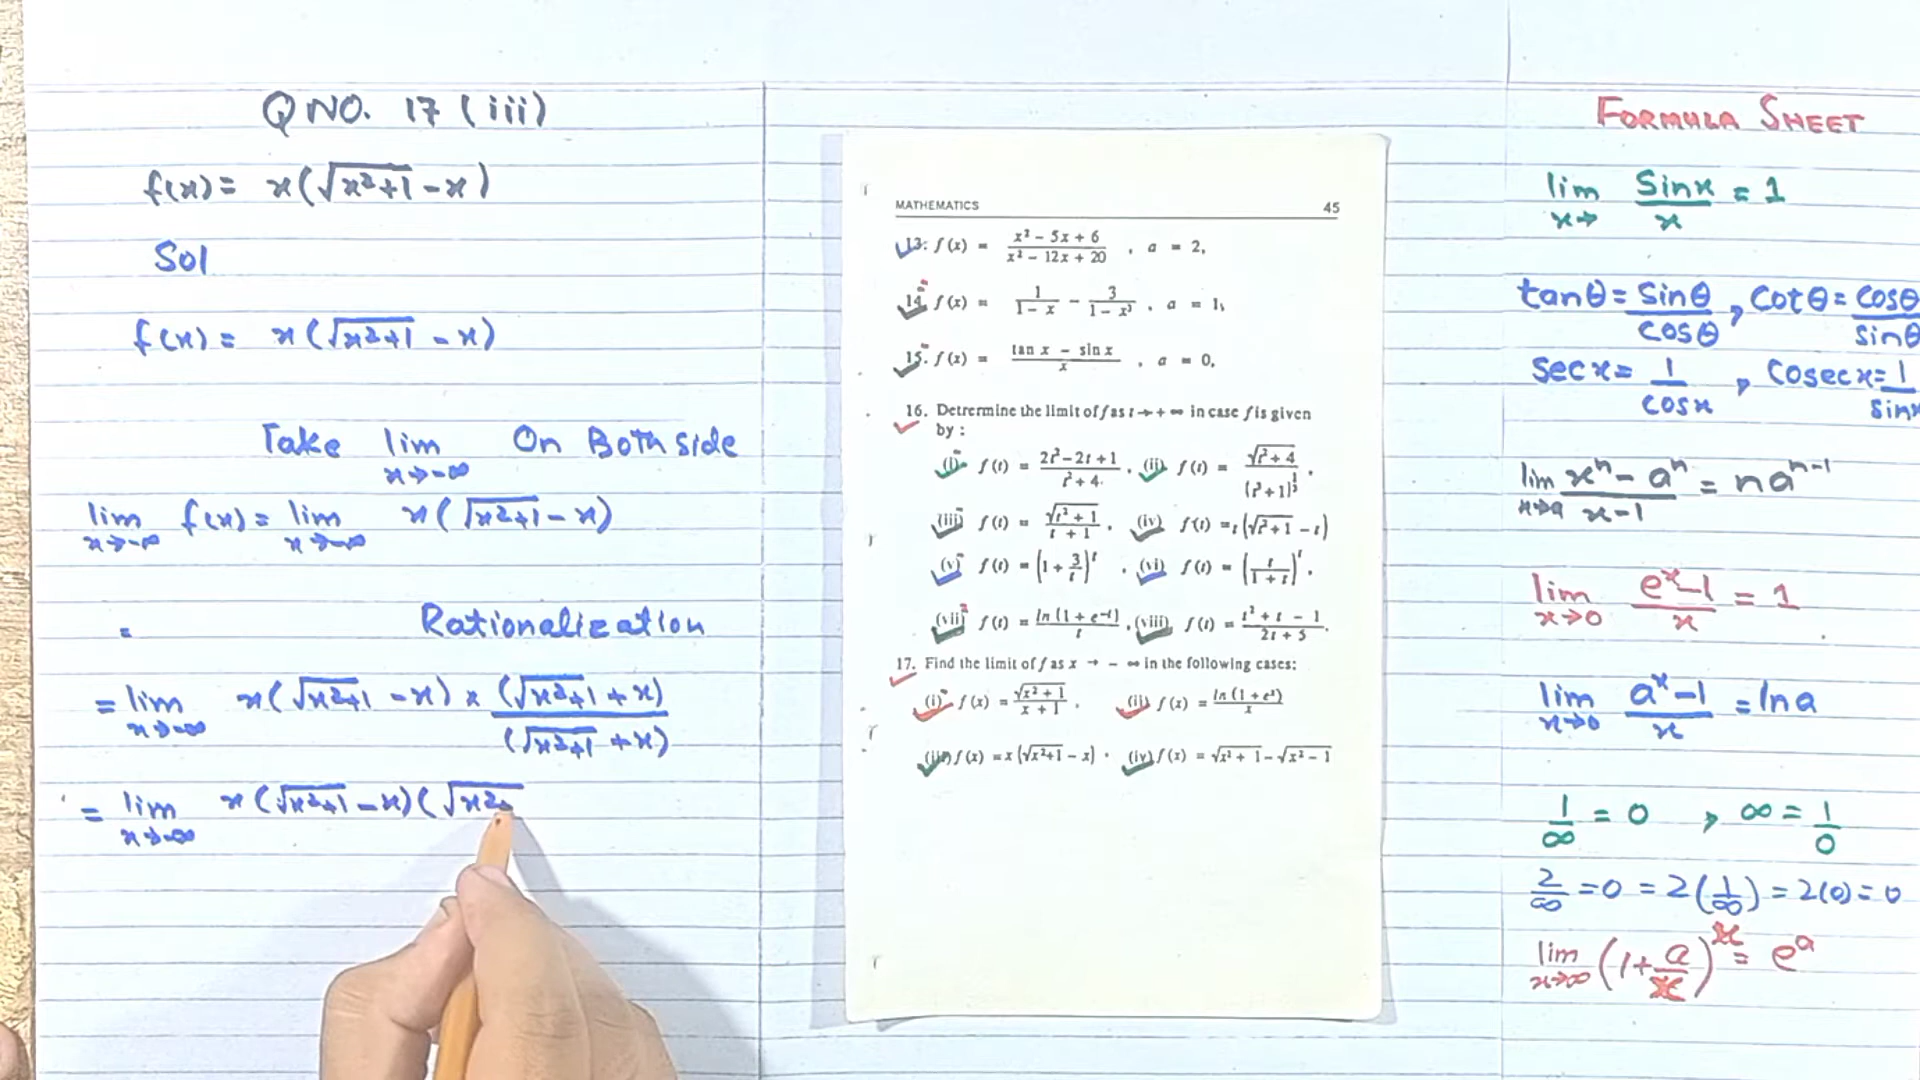 Q NO. 17 (iii)
f(x) = x(√x²+1 - x)
Sol
f(x) = x(√x²+1 - x)
Take lim x→-∞ On Both side
lim x→-∞ f(x) = lim x→-∞ x(√x²+1 - x)
= Rationalization
= lim x→-∞ x(√x²+1 - x) × (√x²+1 + x) / (√x²+1 + x)
= lim x→-∞ x(√x²+1 - x)(√x²+
MATHEMATICS 45
13. f(x) = x² - 5x + 6 / x² - 12x + 20 , a = 2,
14. f(x) = 1 / 1 - x - 3 / 1 - x³ , a = 1,
15. f(x) = tan x - sin x / x , a = 0,
16. Detrermine the limit of f as t → + ∞ in case f is given
by :
(i) f(t) = 2t² - 2t + 1 / t² + 4 , (ii) f(t) = √t² + 4 / (t³ + 1)^1/3 ,
(iii) f(t) = √t² + 1 / t + 1 , (iv) f(t) = t(√t² + 1 - t)
(v) f(t) = (1 + 3/t)^t , (vi) f(t) = (t / 1 + t)^t ,
(vii) f(t) = ln (1 + e^-t) / t , (viii) f(t) = t² + t - 1 / 2t + 5 .
17. Find the limit of f as x → - ∞ in the following cases:
(i) f(x) = √x² + 1 / x + 1 . (ii) f(x) = ln (1 + e^x) / x
(iii) f(x) = x (√x²+1 - x) . (iv) f(x) = √x² + 1 - √x² - 1
FORMULA SHEET
lim x→ Sinx / x = 1
tanθ = Sinθ / cosθ , Cotθ = cosθ / sinθ
Sec x = 1 / cosx , Cosec x = 1 / sinx
lim x→a xⁿ - aⁿ / x - 1 = naⁿ⁻¹
lim x→0 e^x - 1 / x = 1
lim x→0 a^x - 1 / x = ln a
1/∞ = 0 , ∞ = 1/0
2/∞ = 0 = 2(1/∞) = 2(0) = 0
lim x→∞ (1 + a/x)^x = e^a